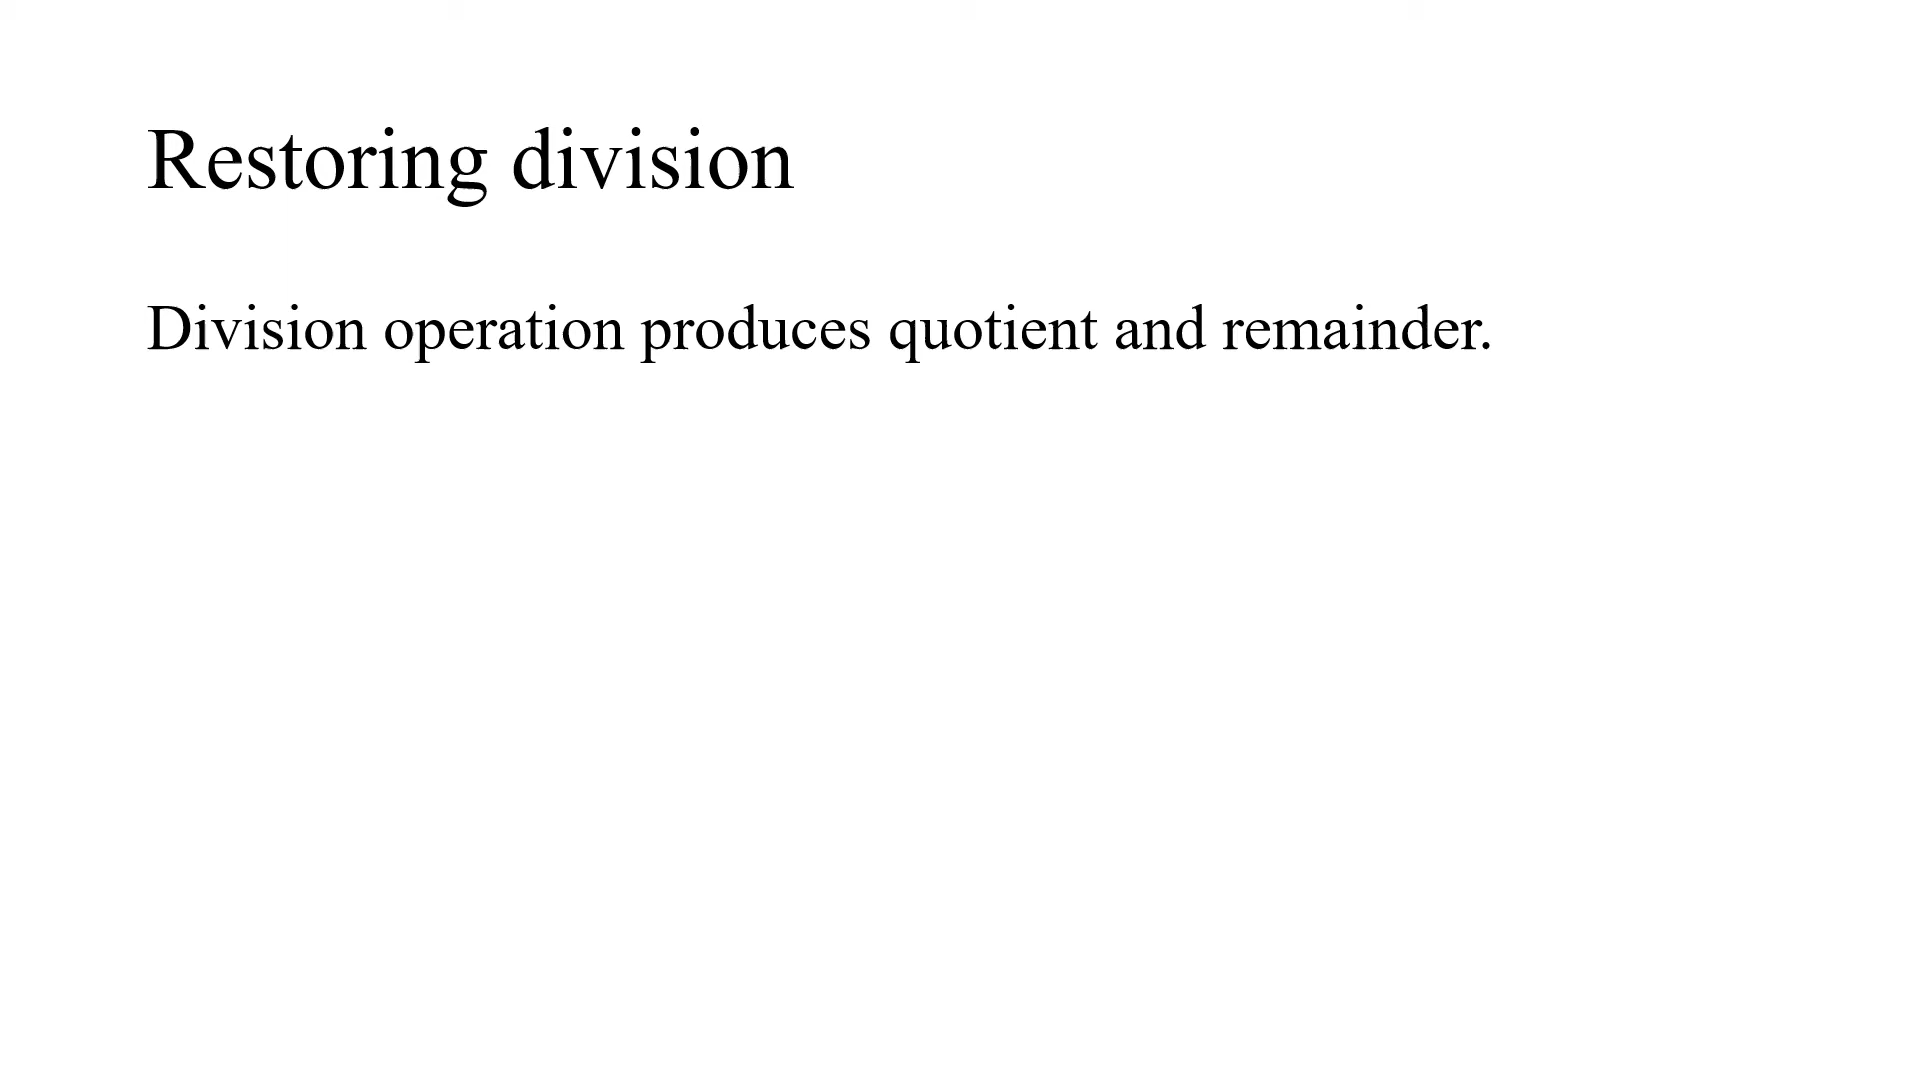 Restoring division
Division operation produces quotient and remainder.